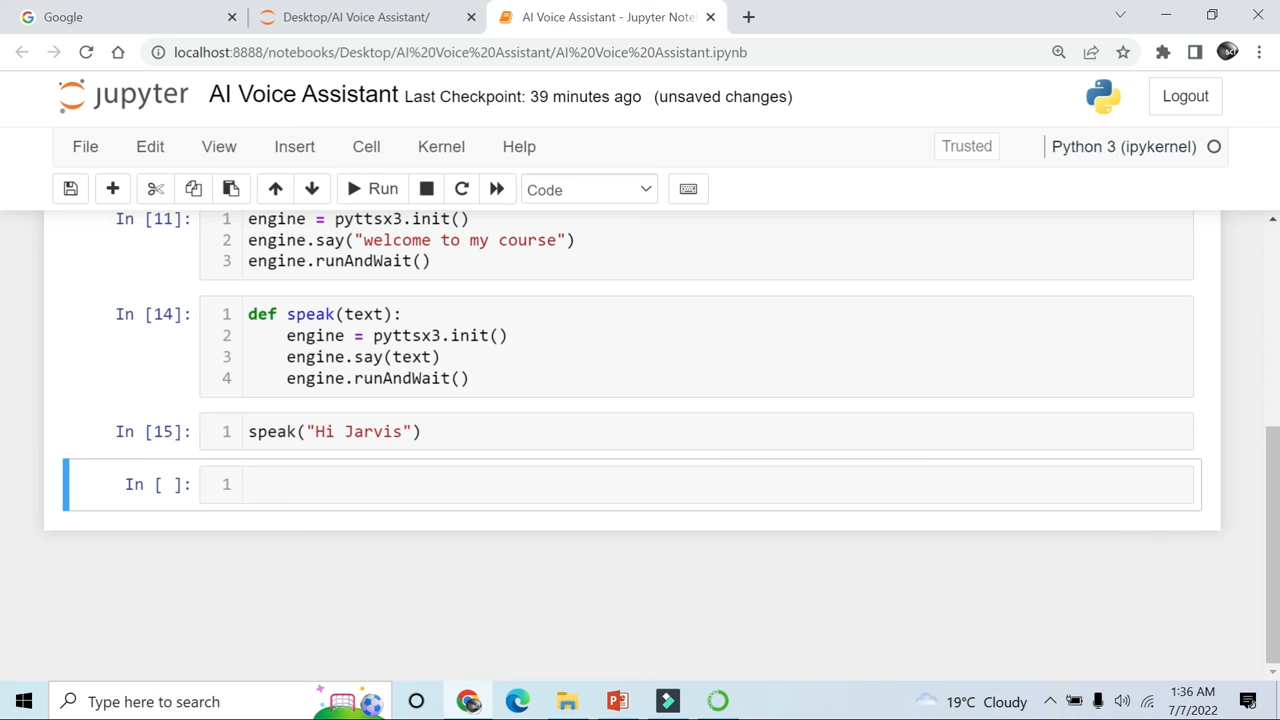 Google
Desktop/AI Voice Assistant/
AI Voice Assistant - Jupyter Note
localhost:8888/notebooks/Desktop/AI%20Voice%20Assistant/AI%20Voice%20Assistant.ipynb
jupyter AI Voice Assistant Last Checkpoint: 39 minutes ago (unsaved changes)
Logout
File Edit View Insert Cell Kernel Help
Trusted
Python 3 (ipykernel)
Run
Code
In [11]:
1 engine = pyttsx3.init()
2 engine.say("welcome to my course")
3 engine.runAndWait()
In [14]:
1 def speak(text):
2     engine = pyttsx3.init()
3     engine.say(text)
4     engine.runAndWait()
In [15]:
1 speak("Hi Jarvis")
In [ ]:
1
Type here to search
19°C Cloudy
1:36 AM
7/7/2022